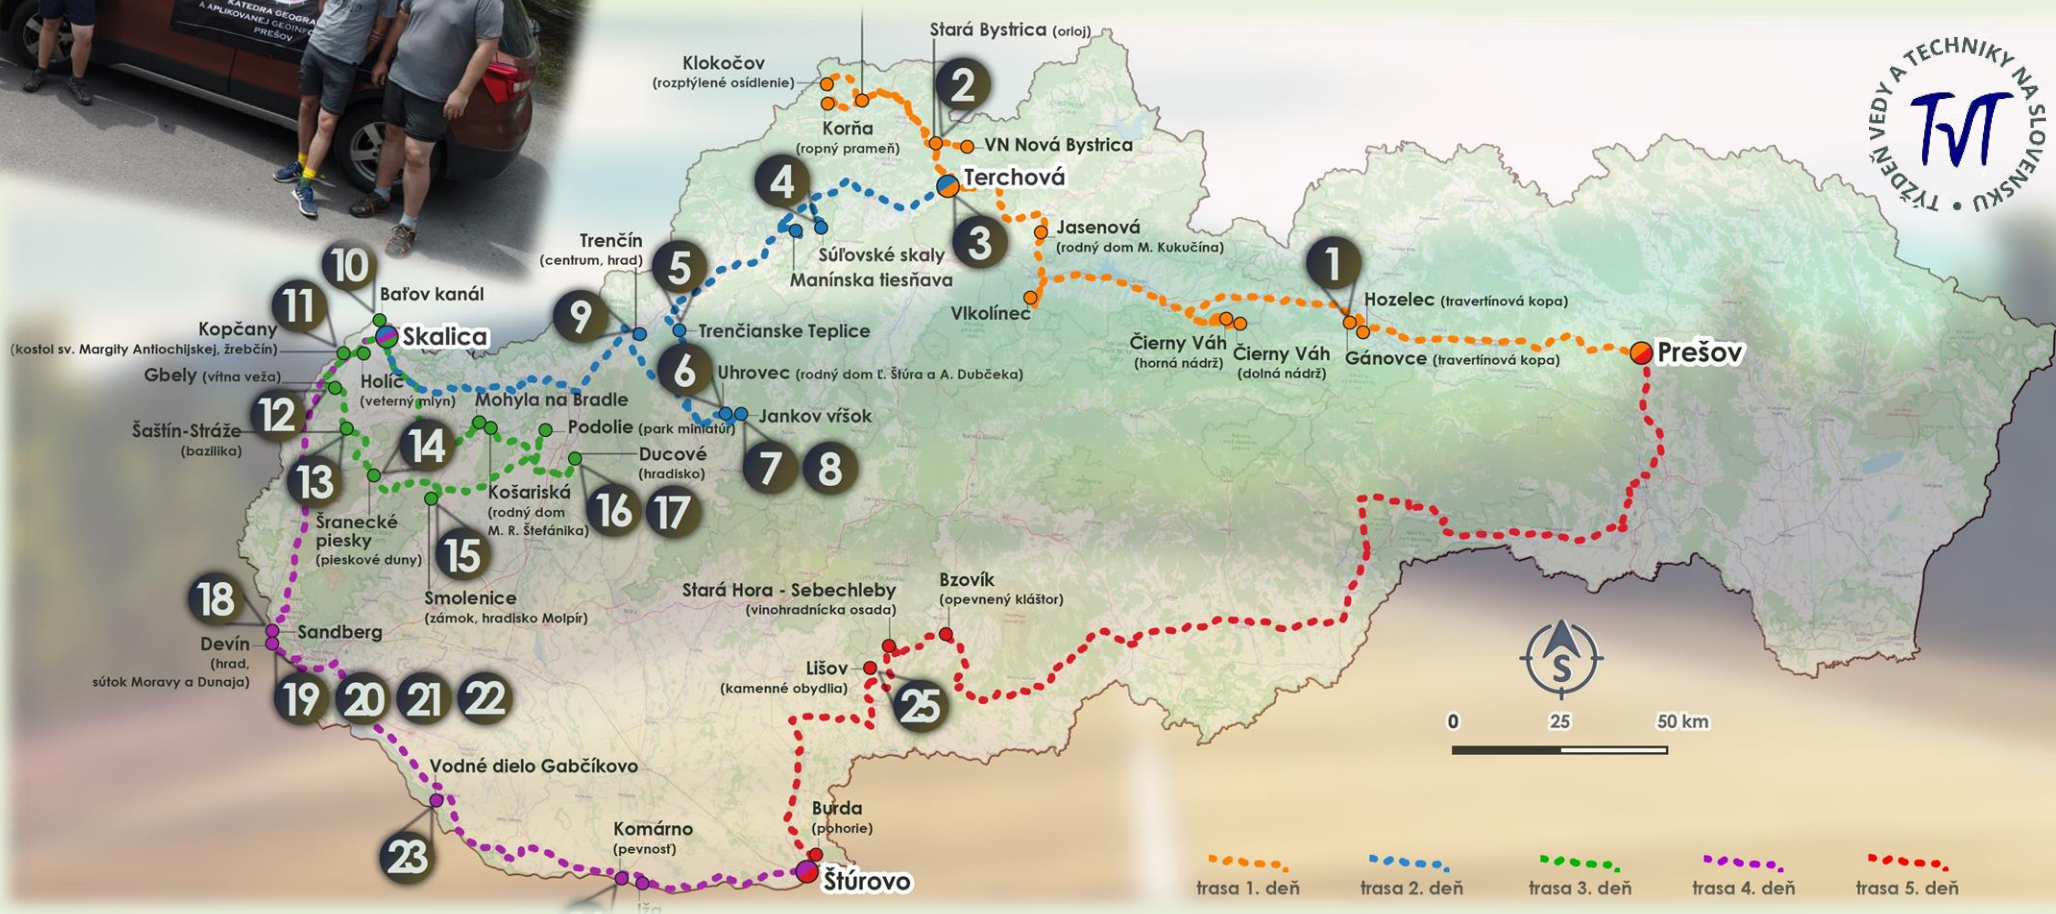 KATEDRA GEOGRA
A APLIKOVANEJ GEOINFO
PREŠOV
TÝŽDEŇ VEDY A TECHNIKY NA SLOVENSKU •
TVT
Stará Bystrica (orloj)
Klokočov
(rozptýlené osídlenie)
2
Korňa
(ropný prameň)
VN Nová Bystrica
4
Terchová
3
Jasenová
(rodný dom M. Kukučína)
Súľovské skaly
Manínska tiesňava
Trenčín
(centrum, hrad)
5
1
10
Baťov kanál
11
Kopčany
(kostol sv. Margity Antiochijskej, žrebčín)
Skalica
9
Trenčianske Teplice
Vlkolínec
Hozelec (travertínová kopa)
Čierny Váh
(horná nádrž)
Čierny Váh
(dolná nádrž)
Gánovce (travertínová kopa)
Prešov
Gbely (vŕtna veža)
Holíč
(veterný mlyn)
6
Uhrovec (rodný dom Ľ. Štúra a A. Dubčeka)
12
Mohyla na Bradle
Jankov vŕšok
Šaštín-Stráže
(bazilika)
14
Podolie (park miniatúr)
Ducové
(hradisko)
7
8
13
Košariská
(rodný dom
M. R. Štefánika)
16
17
Šranecké
piesky
(pieskové duny)
15
Smolenice
(zámok, hradisko Molpír)
18
Sandberg
Devín
(hrad,
sútok Moravy a Dunaja)
19
20
21
22
Stará Hora - Sebechleby
(vinohradnícka osada)
Bzovík
(opevnený kláštor)
Lišov
(kamenné obydlia)
25
S
0
25
50 km
Vodné dielo Gabčíkovo
23
Komárno
(pevnosť)
Burda
(pohorie)
Štúrovo
trasa 1. deň
trasa 2. deň
trasa 3. deň
trasa 4. deň
trasa 5. deň